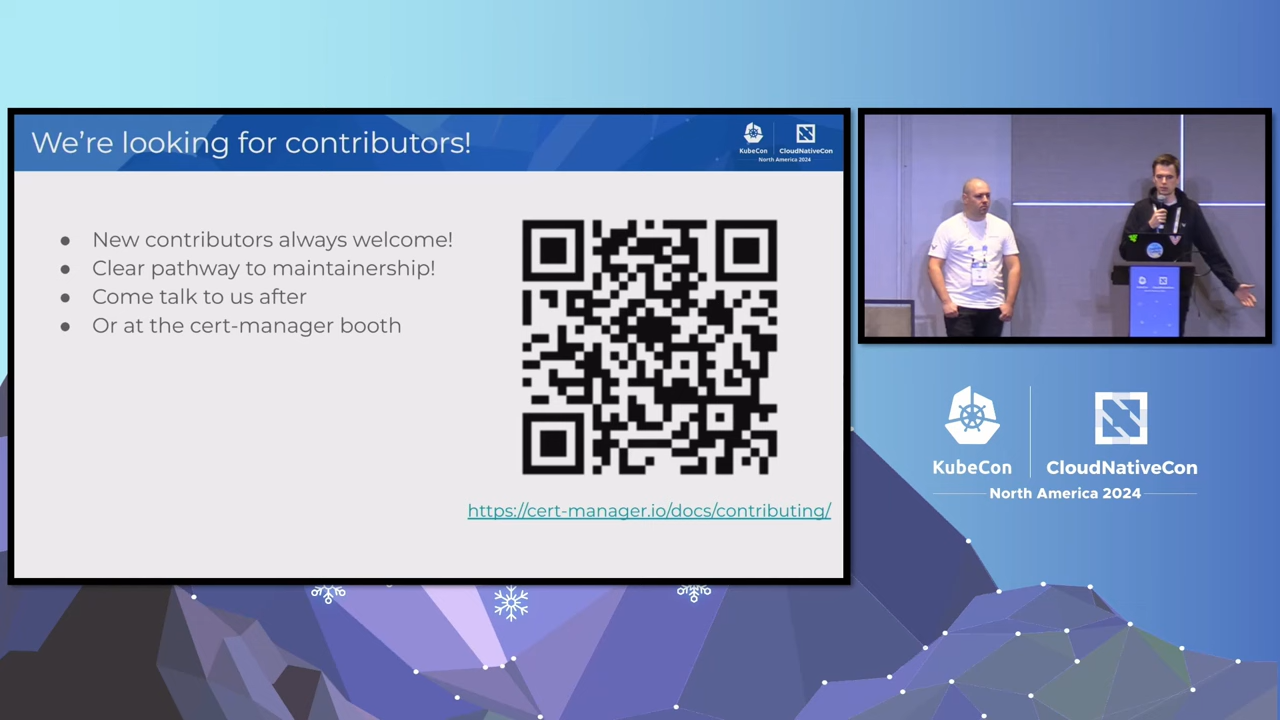 We're looking for contributors!
KubeCon
CloudNativeCon
North America 2024
● New contributors always welcome!
● Clear pathway to maintainership!
● Come talk to us after
● Or at the cert-manager booth
https://cert-manager.io/docs/contributing/
KubeCon
CloudNativeCon
North America 2024